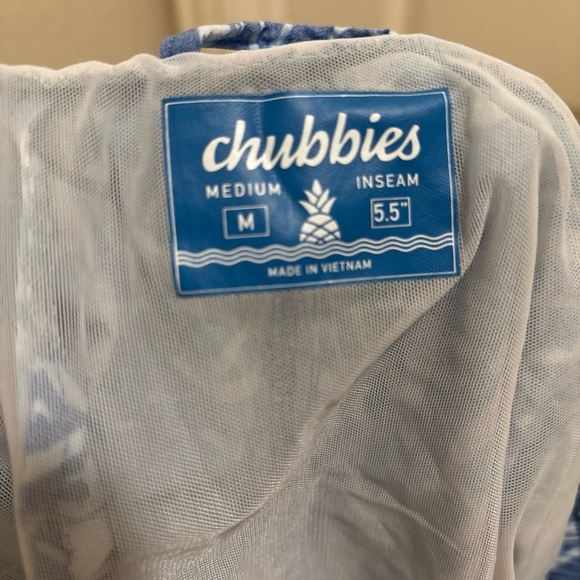 chubbies
MEDIUM INSEAM
M 5.5"
MADE IN VIETNAM